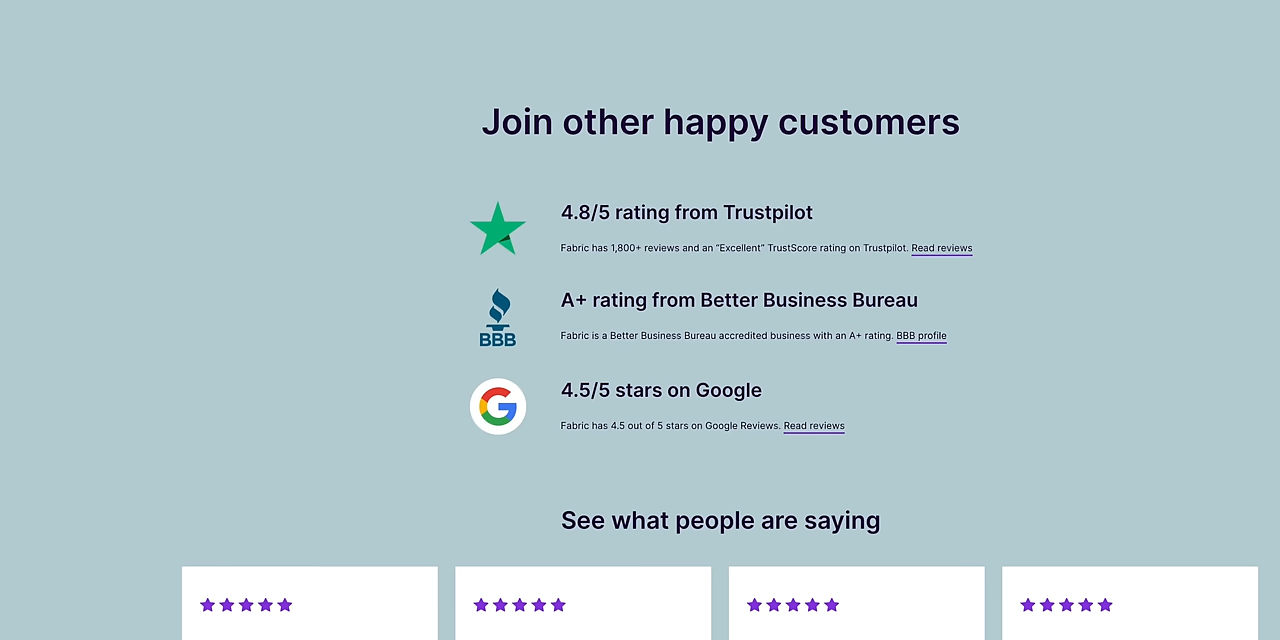 Join other happy customers
4.8/5 rating from Trustpilot
Fabric has 1,800+ reviews and an “Excellent” TrustScore rating on Trustpilot. Read reviews
BBB
A+ rating from Better Business Bureau
Fabric is a Better Business Bureau accredited business with an A+ rating. BBB profile
G
4.5/5 stars on Google
Fabric has 4.5 out of 5 stars on Google Reviews. Read reviews
See what people are saying